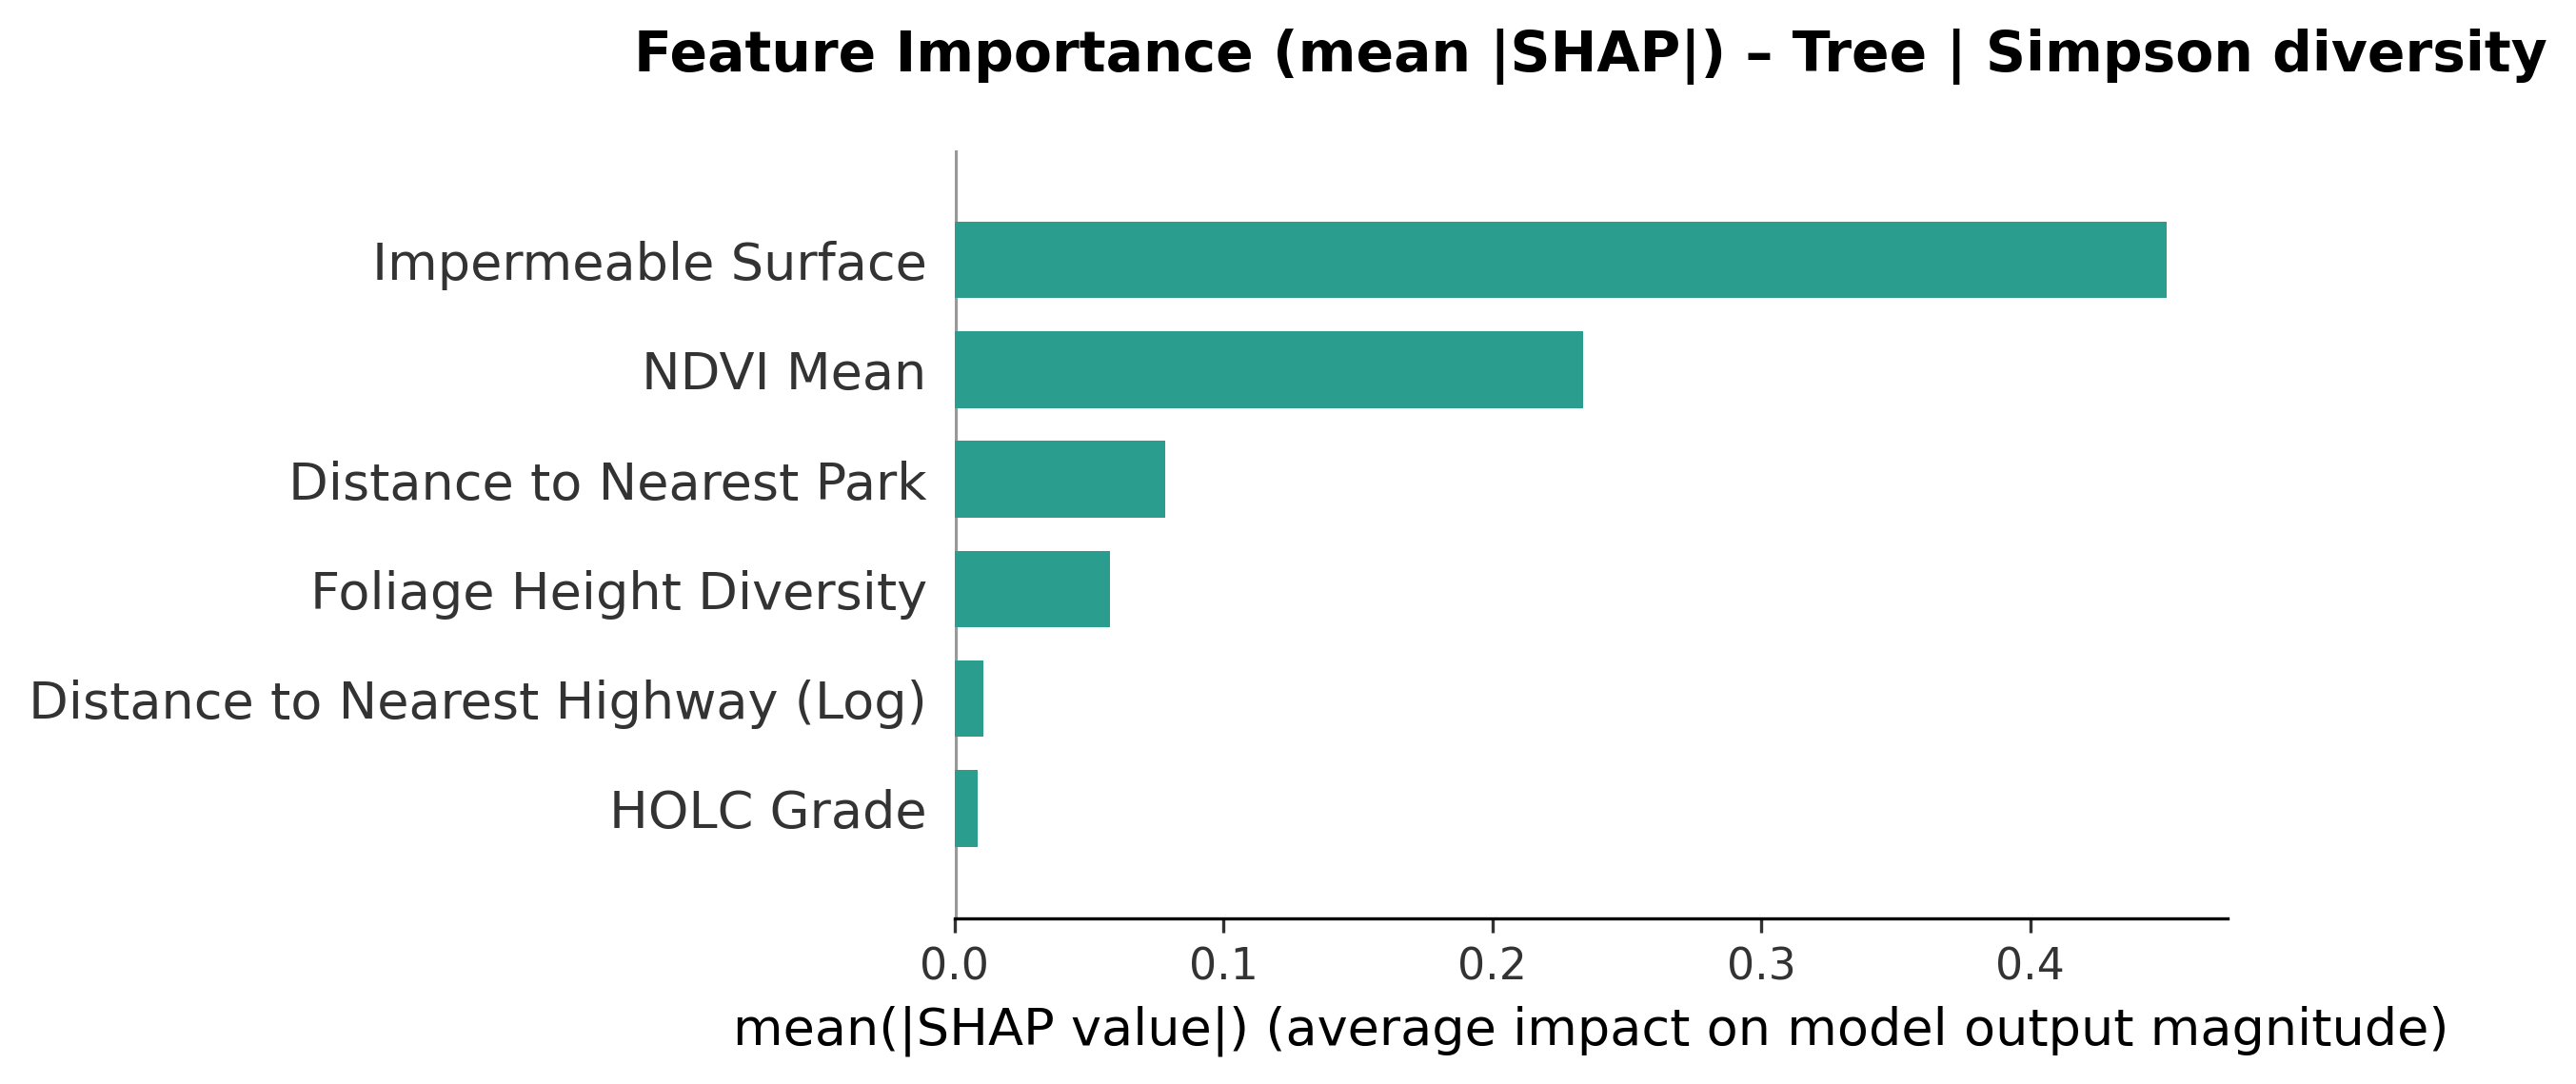 Feature Importance (mean |SHAP|) – Tree | Simpson diversity
Impermeable Surface
NDVI Mean
Distance to Nearest Park
Foliage Height Diversity
Distance to Nearest Highway (Log)
HOLC Grade
0.0 0.1 0.2 0.3 0.4
mean(|SHAP value|) (average impact on model output magnitude)